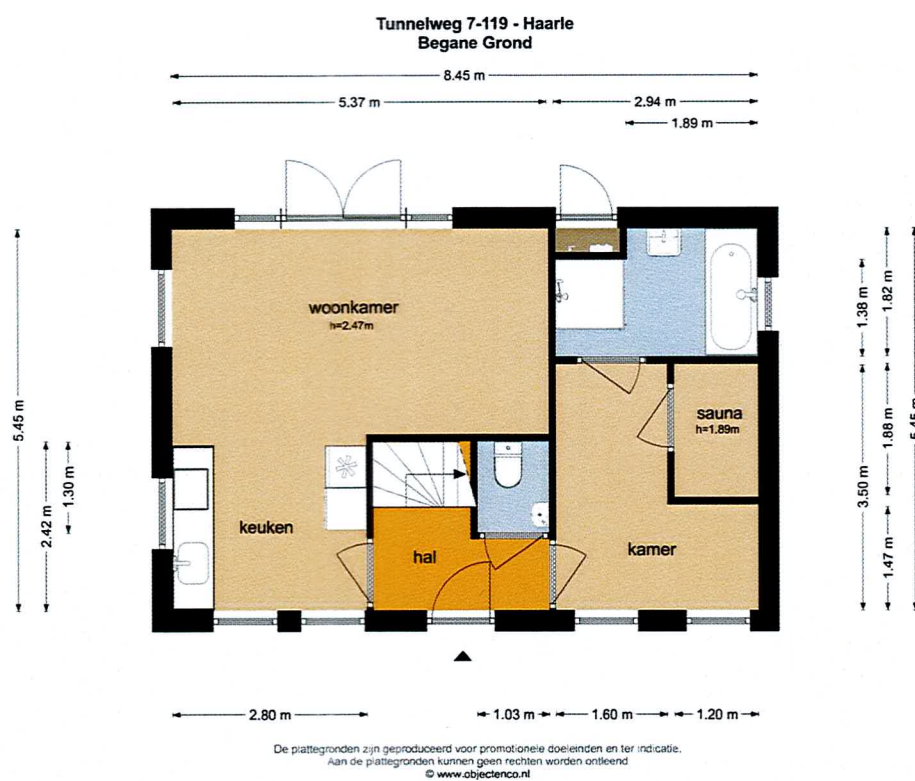 Tunnelweg 7-119 - Haarle
Begane Grond
8.45 m
5.37 m
2.94 m
1.89 m
woonkamer
h=2.47m
1.38 m
1.82 m
5.45 m
5.45 m
sauna
h=1.89m
1.88 m
3.50 m
2.42 m
1.30 m
keuken
hal
kamer
1.47 m
2.80 m
1.03 m
1.60 m
1.20 m
De plattegronden zijn geproduceerd voor promotionele doeleinden en ter indicatie.
Aan de plattegronden kunnen geen rechten worden ontleend
© www.objectenco.nl